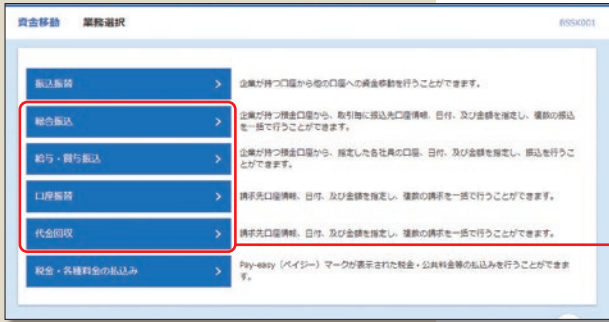 資金移動 業務選択
BSSK001
振込振替
企業が持つ口座から他の口座への資金移動を行うことができます。
総合振込
企業が持つ預金口座から、取引毎に振込先口座情報、日付、及び金額を指定し、複数の振込
を一括で行うことができます。
給与・賞与振込
企業が持つ預金口座から、指定した各社員の口座、日付、及び金額を指定し、振込を行うこ
とができます。
口座振替
請求先口座情報、日付、及び金額を指定し、複数の請求を一括で行うことができます。
代金回収
請求先口座情報、日付、及び金額を指定し、複数の請求を一括で行うことができます。
税金・各種料金の払込み
Pay-easy（ペイジー）マークが表示された税金・公共料金等の払込みを行うことができま
す。